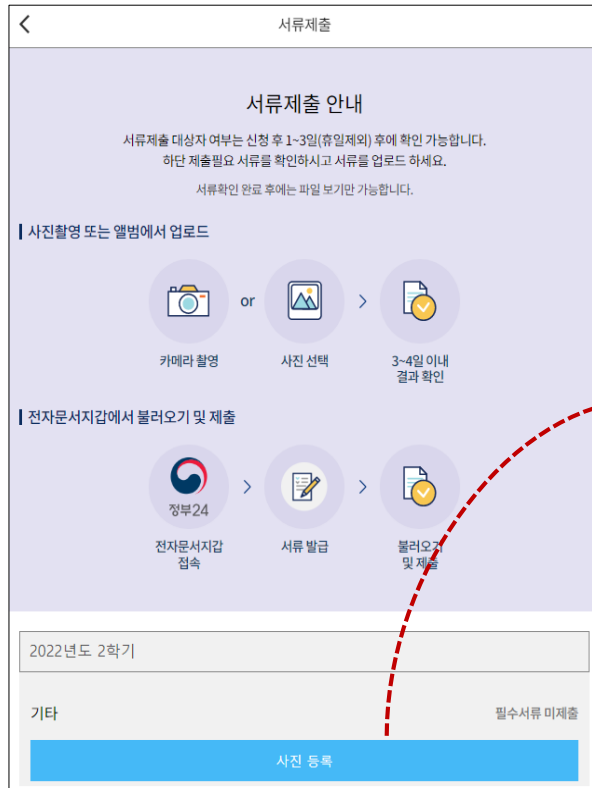 서류제출
서류제출 안내
서류제출 대상자 여부는 신청 후 1~3일(휴일제외) 후에 확인 가능합니다.
하단 제출필요 서류를 확인하시고 서류를 업로드 하세요.
서류확인 완료 후에는 파일 보기만 가능합니다.
사진촬영 또는 앨범에서 업로드
or
카메라 촬영
사진 선택
3~4일 이내
결과 확인
전자문서지갑에서 불러오기 및 제출
정부24
전자문서지갑
접속
서류 발급
불러오기
및 제출
2022년도 2학기
기타
필수서류 미제출
사진 등록